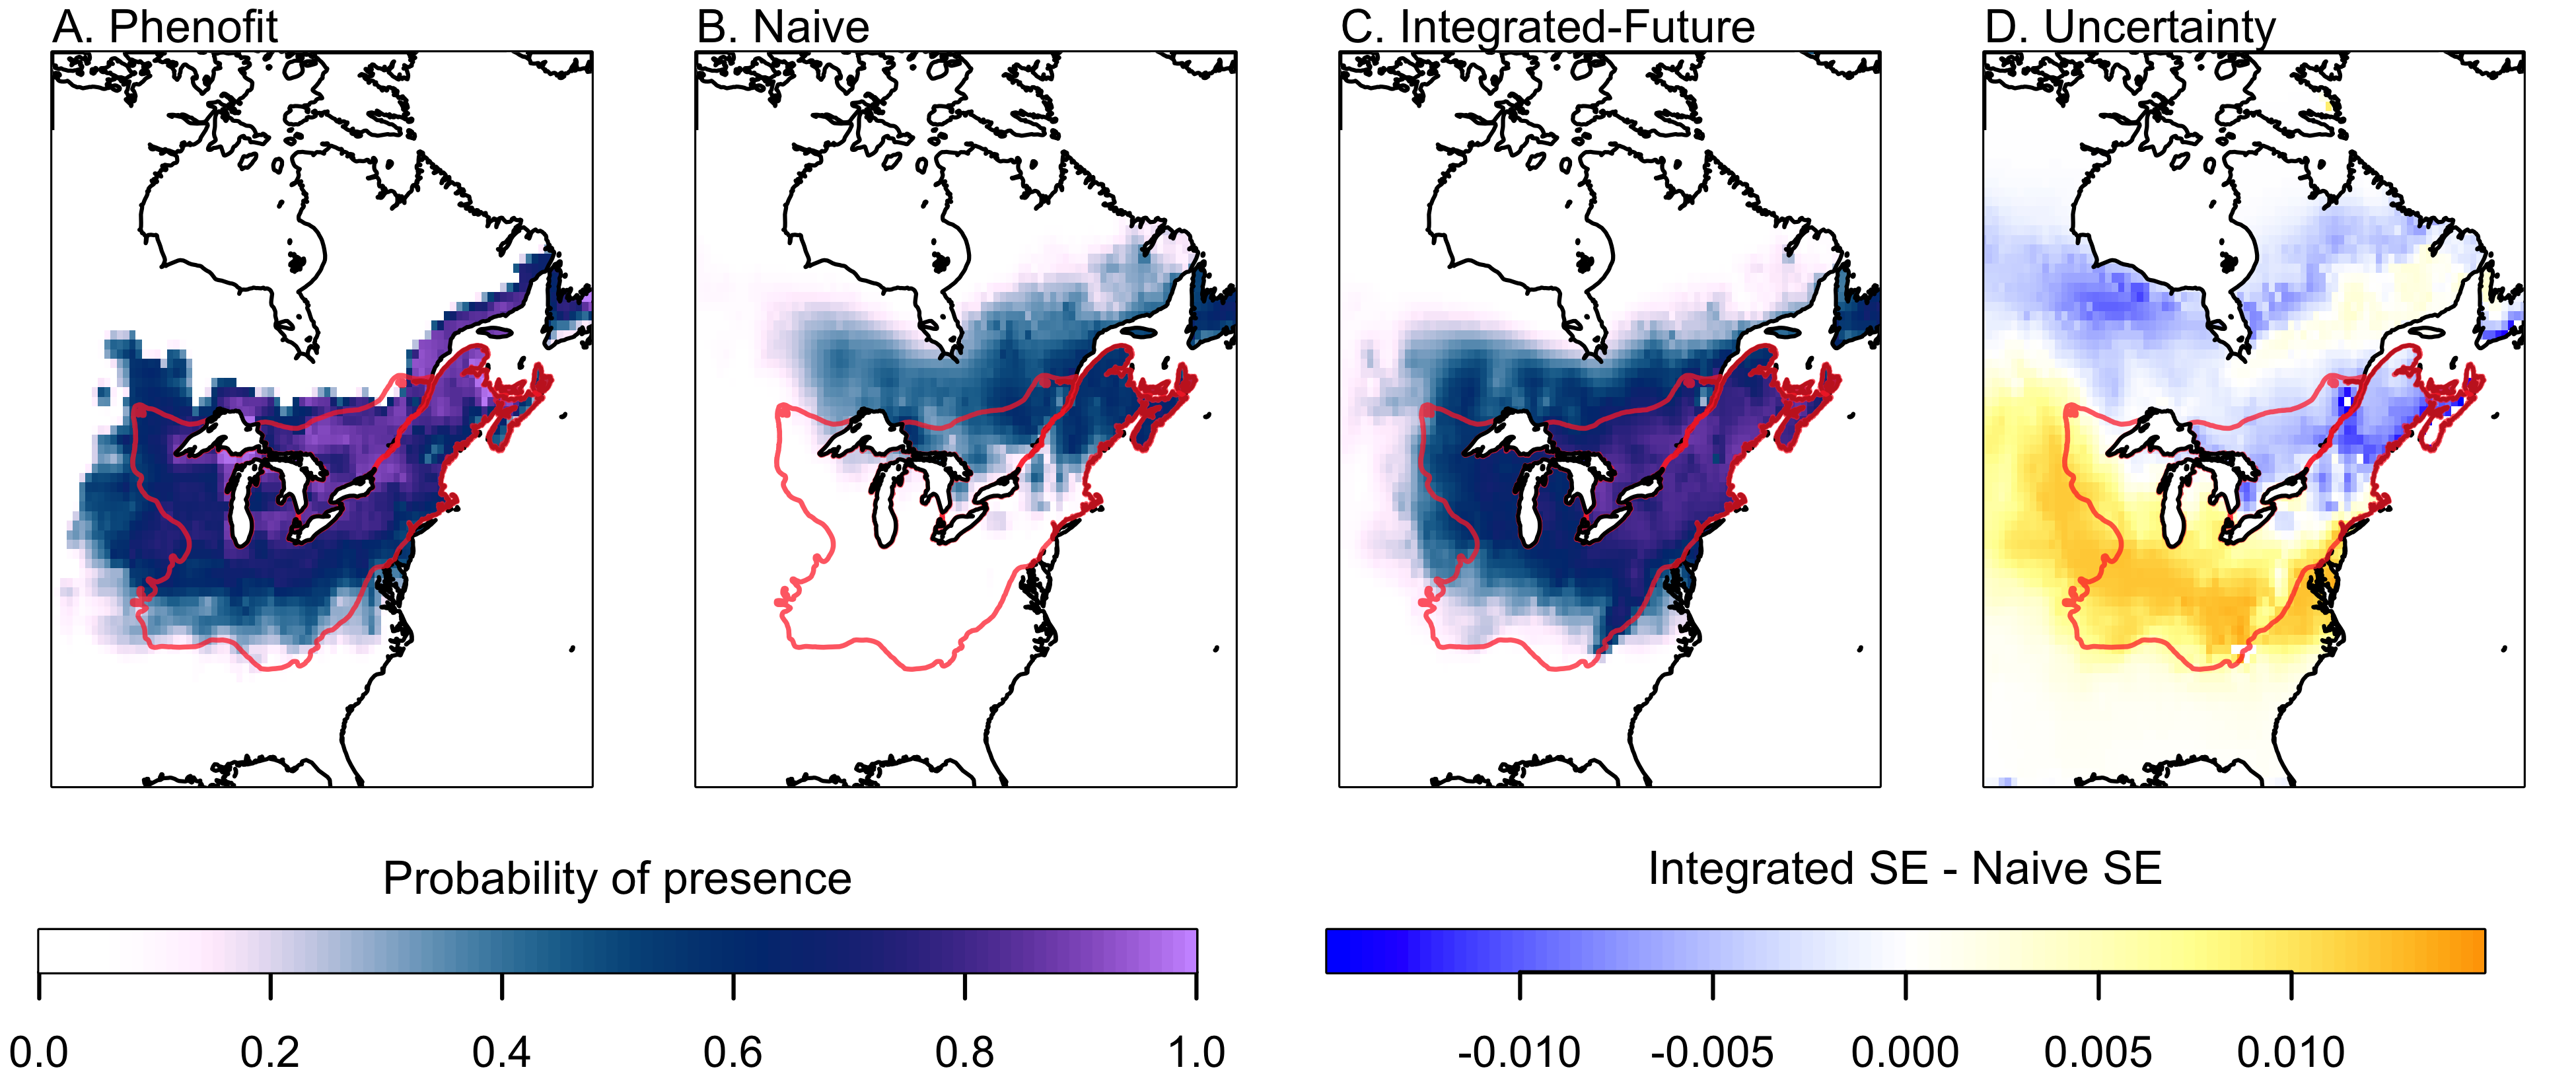 A. Phenofit
B. Naive
C. Integrated-Future
D. Uncertainty
Probability of presence
0.0 0.2 0.4 0.6 0.8 1.0
Integrated SE - Naive SE
-0.010 -0.005 0.000 0.005 0.010